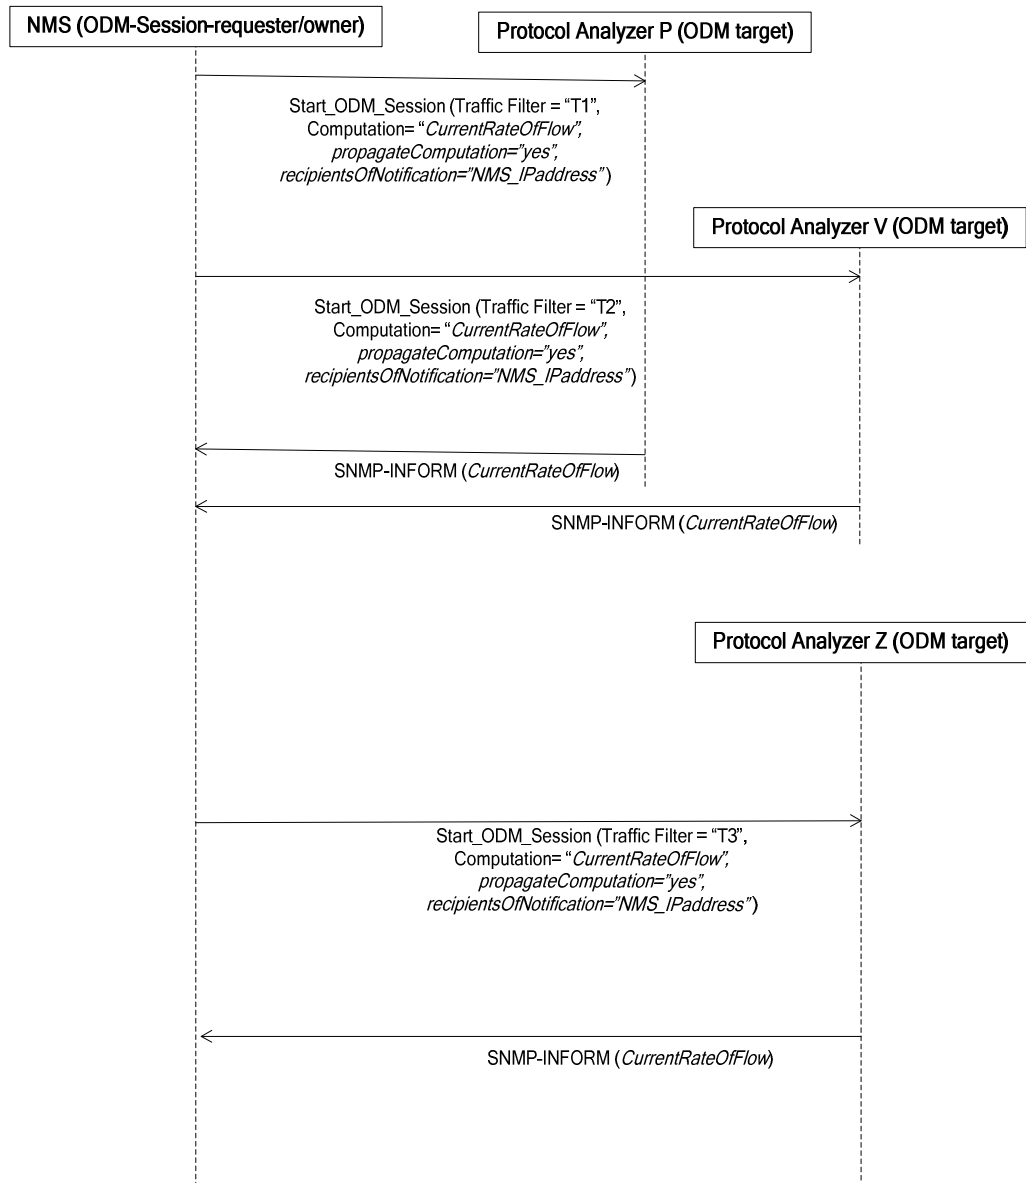 NMS (ODM-Session-requester/owner)
Protocol Analyzer P (ODM target)
Start_ODM_Session (Traffic Filter = “T1”,
Computation= “CurrentRateOfFlow”,
propagateComputation=”yes”,
recipientsOfNotification=”NMS_IPaddress”)
Protocol Analyzer V (ODM target)
Start_ODM_Session (Traffic Filter = “T2”,
Computation= “CurrentRateOfFlow”,
propagateComputation=”yes”,
recipientsOfNotification=”NMS_IPaddress”)
SNMP-INFORM (CurrentRateOfFlow)
SNMP-INFORM (CurrentRateOfFlow)
Protocol Analyzer Z (ODM target)
Start_ODM_Session (Traffic Filter = “T3”,
Computation= “CurrentRateOfFlow”,
propagateComputation=”yes”,
recipientsOfNotification=”NMS_IPaddress”)
SNMP-INFORM (CurrentRateOfFlow)